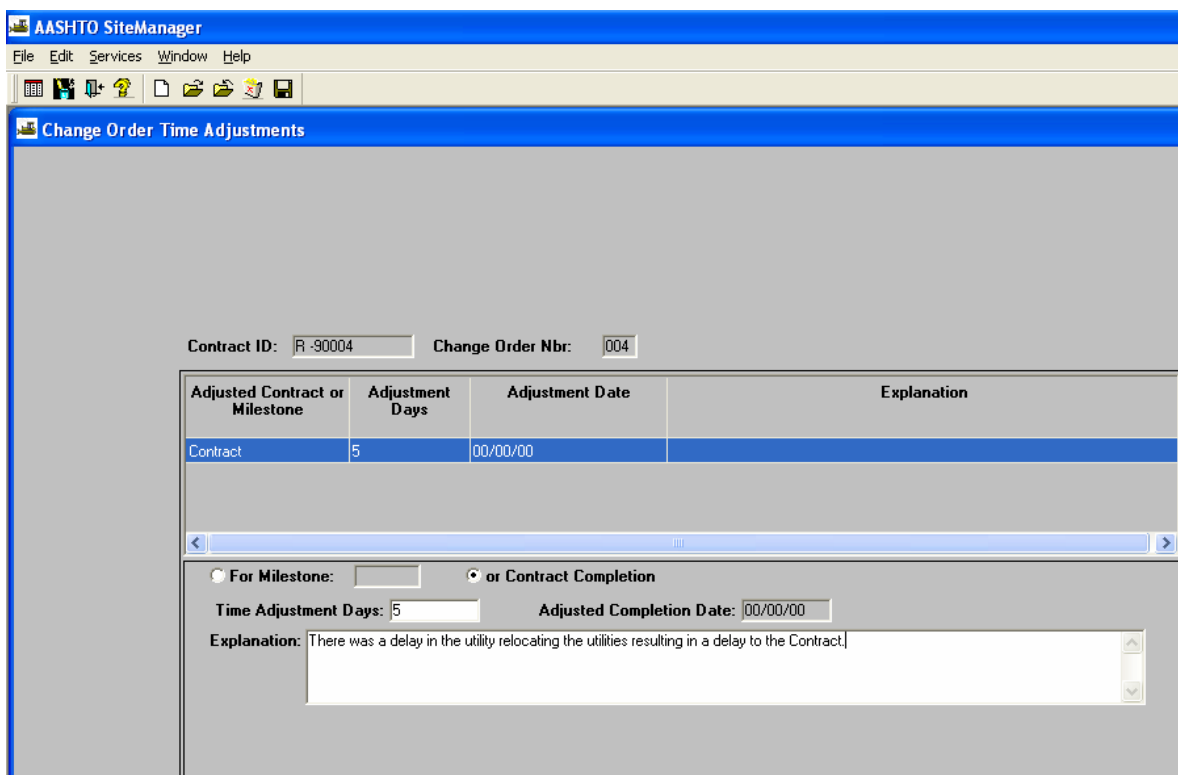 AASHTO SiteManager
File Edit Services Window Help
Change Order Time Adjustments
Contract ID: R -90004 Change Order Nbr: 004
Adjusted Contract or Milestone Adjustment Days Adjustment Date Explanation
Contract 5 00/00/00
For Milestone: or Contract Completion
Time Adjustment Days: 5 Adjusted Completion Date: 00/00/00
Explanation: There was a delay in the utility relocating the utilities resulting in a delay to the Contract.